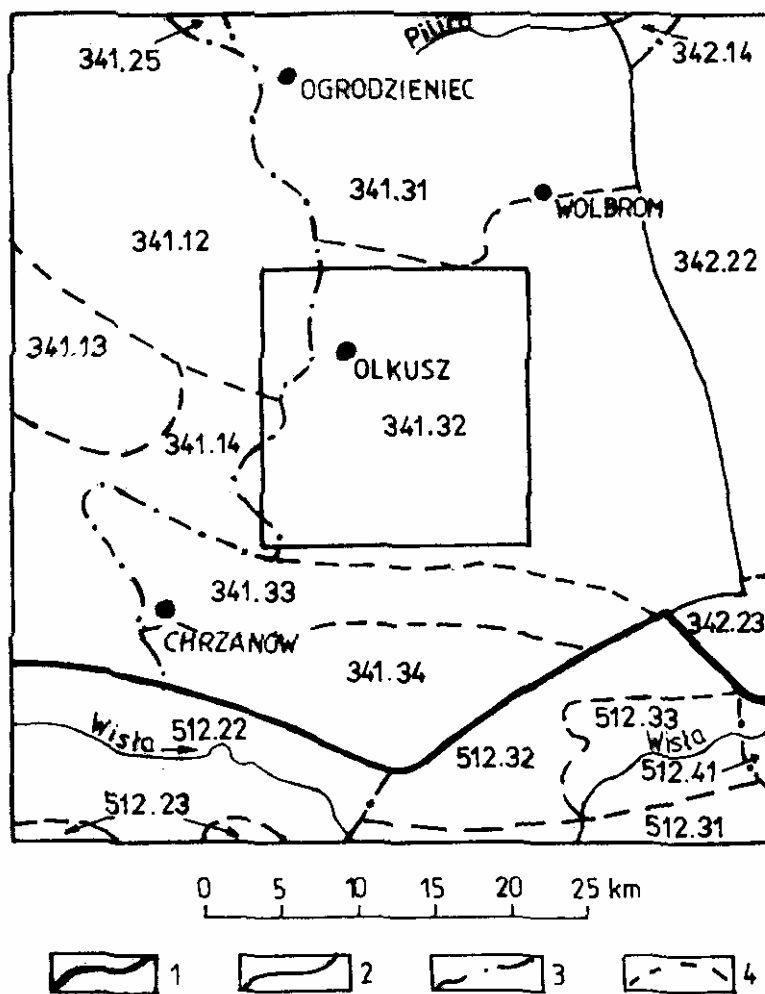 Pilica
341.25
342.14
OGRODZIENIEC
341.31
WOLBROM
341.12
342.22
341.13
OLKUSZ
341.32
341.14
341.33
CHRZANÓW
342.23
341.34
Wisła
512.22
512.33
Wisła
512.32
512.41
512.23
512.31
0 5 10 15 20 25 km
1 2 3 4